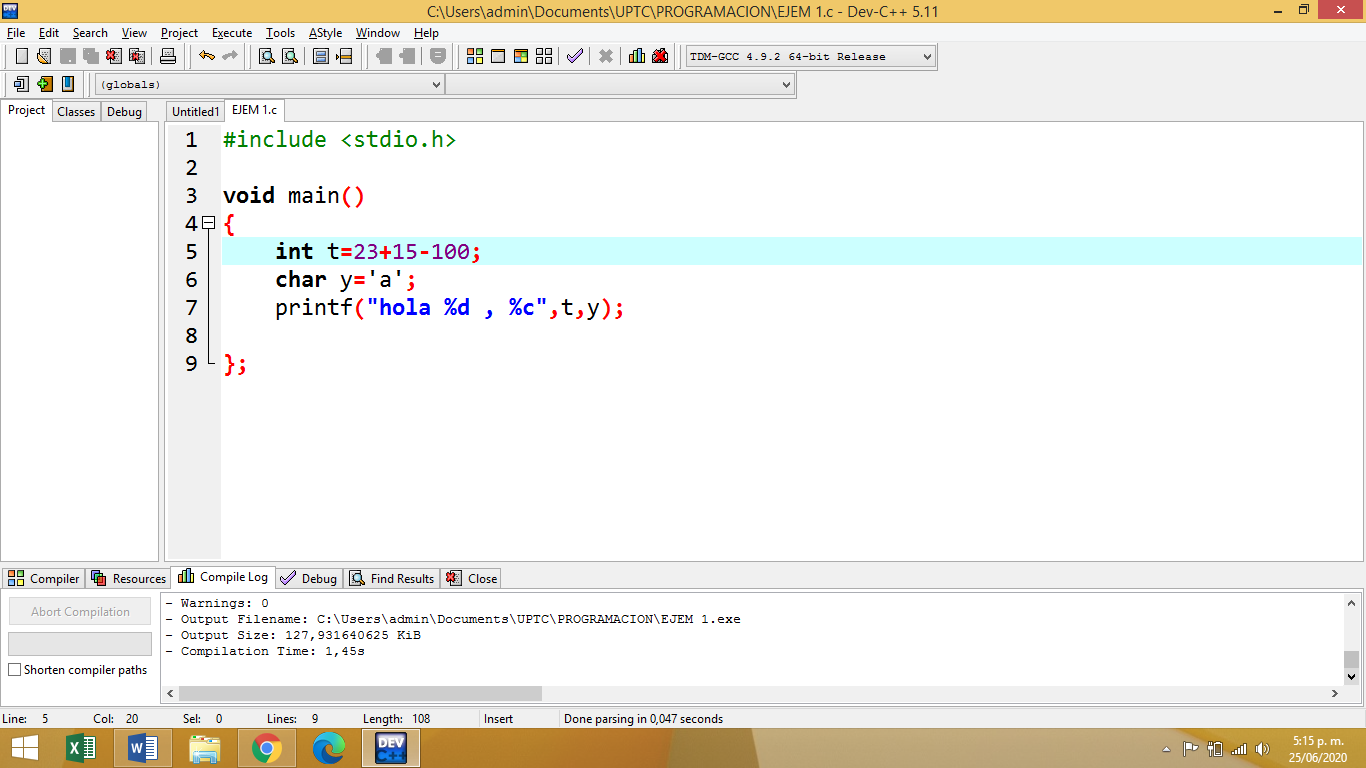 C:\Users\admin\Documents\UPTC\PROGRAMACION\EJEM 1.c - Dev-C++ 5.11
File Edit Search View Project Execute Tools AStyle Window Help
TDM-GCC 4.9.2 64-bit Release
(globals)
Project Classes Debug Untitled1 EJEM 1.c
1 #include <stdio.h>
2
3 void main()
4 {
5 int t=23+15-100;
6 char y='a';
7 printf("hola %d , %c",t,y);
8
9 };
Compiler Resources Compile Log Debug Find Results Close
Abort Compilation
Shorten compiler paths
- Warnings: 0
- Output Filename: C:\Users\admin\Documents\UPTC\PROGRAMACION\EJEM 1.exe
- Output Size: 127,931640625 KiB
- Compilation Time: 1,45s
Line: 5 Col: 20 Sel: 0 Lines: 9 Length: 108 Insert Done parsing in 0,047 seconds
DEV C++
5:15 p. m.
25/06/2020